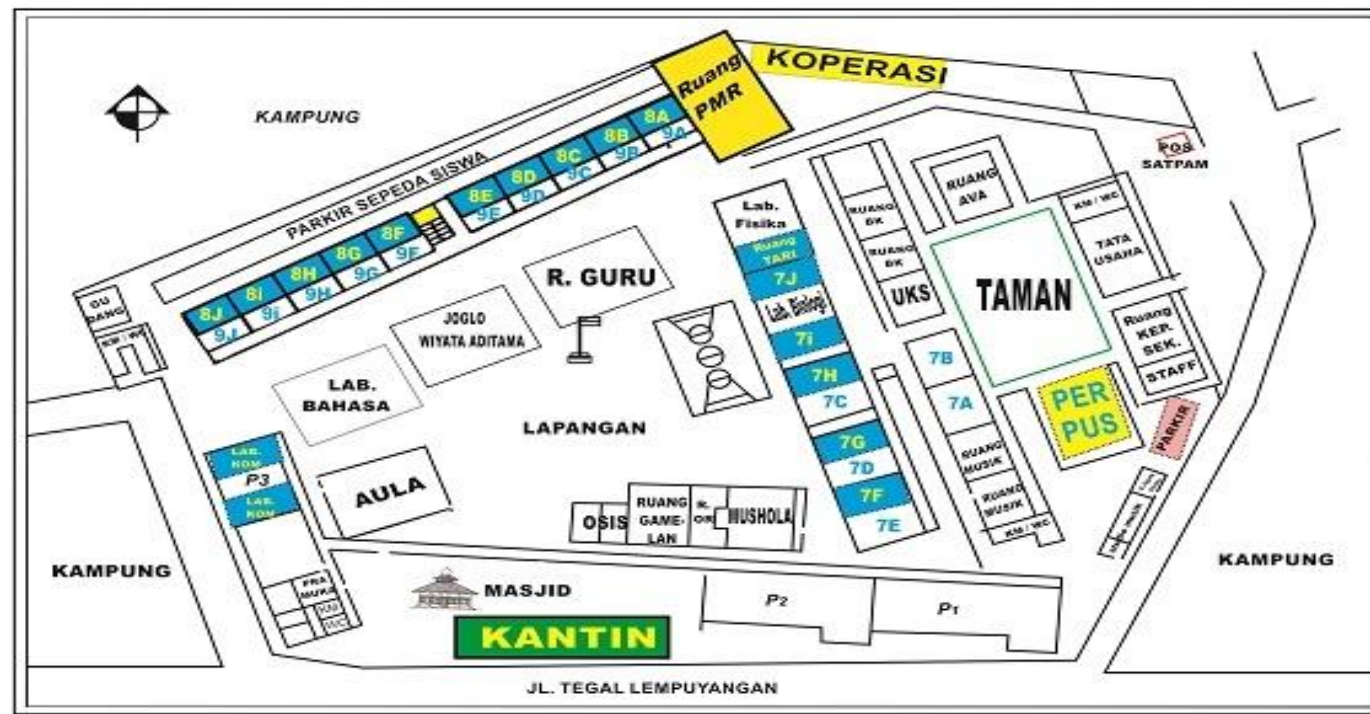 KOPERASI
Ruang
PMR
KAMPUNG
PARKIR SEPEDA SISWA
8A
9A
8B
9B
8C
9C
8D
9D
8E
9E
8F
9F
8G
9G
8H
9H
8i
9i
8J
9J
POS
SATPAM
GU
DANG
KM / WC
R. GURU
JOGLO
WIYATA ADITAMA
LAB.
BAHASA
LAPANGAN
AULA
LAB.
KOM
P3
LAB.
KOM
Lab.
Fisika
Ruang
TARI
7J
Lab. Biologi
7i
7H
7C
7G
7D
7F
7E
RUANG
BK
RUANG
BK
UKS
RUANG
AVA
TAMAN
KM / WC
TATA
USAHA
Ruang
KEP.
SEK.
STAFF
7B
7A
RUANG
MUSIK
RUANG
MUSIK
KM / WC
PER
PUS
PARKIR
OSIS
RUANG
GAME-
LAN
R.
MUSHOLA
KAMPUNG
PRA
MUKA
KM
WC
MASJID
KANTIN
P2
P1
KAMPUNG
JL. TEGAL LEMPUYANGAN